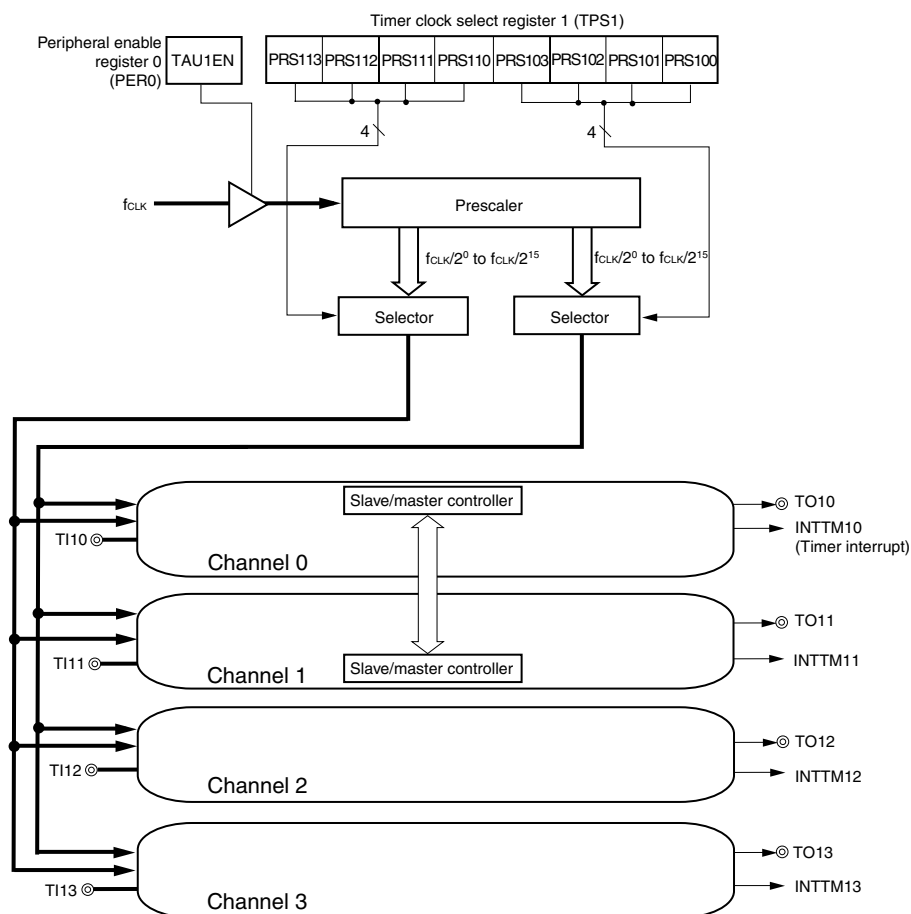 Timer clock select register 1 (TPS1)
Peripheral enable
register 0
(PER0)
TAU1EN
PRS113 PRS112 PRS111 PRS110 PRS103 PRS102 PRS101 PRS100
4
4
fCLK
Prescaler
fCLK/2⁰ to fCLK/2¹⁵
fCLK/2⁰ to fCLK/2¹⁵
Selector
Selector
Slave/master controller
TO10
TI10
INTTM10
(Timer interrupt)
Channel 0
TO11
TI11
Slave/master controller
INTTM11
Channel 1
TO12
TI12
INTTM12
Channel 2
TO13
TI13
INTTM13
Channel 3